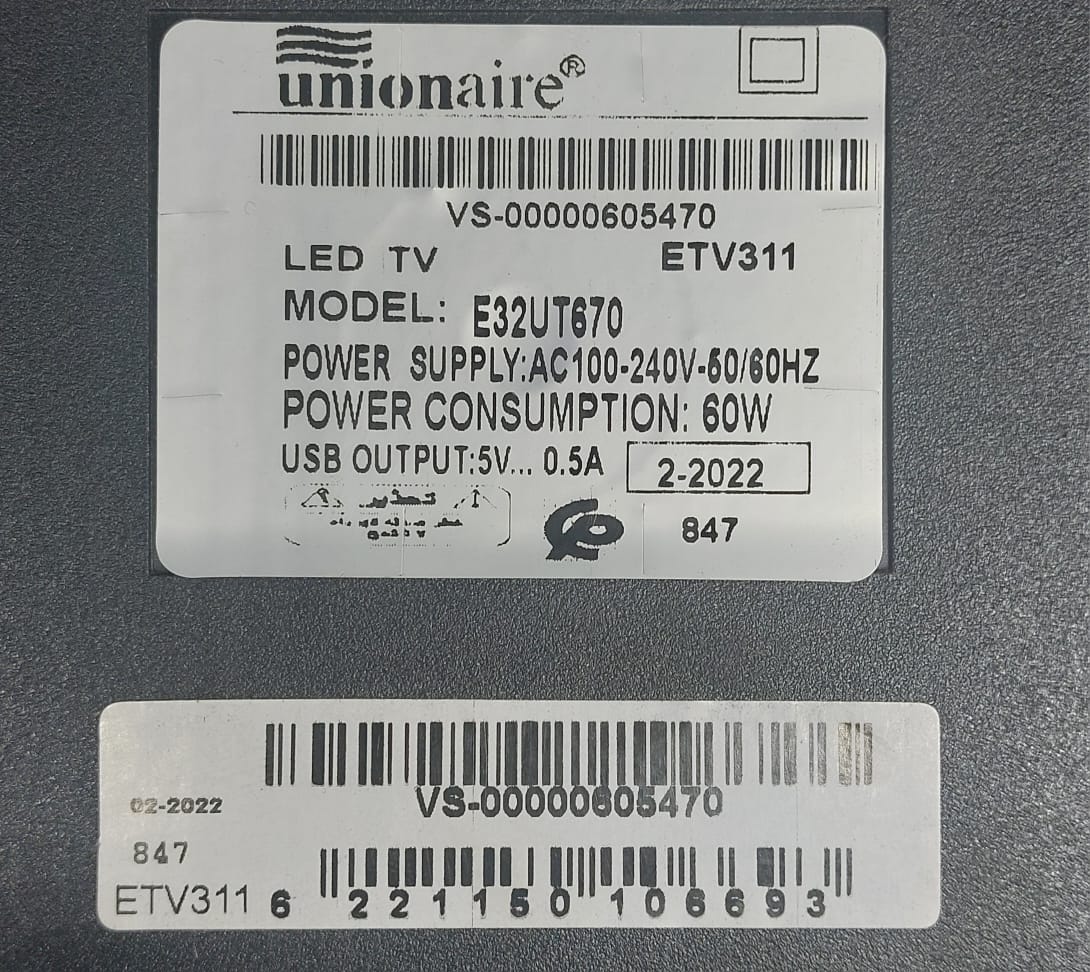 unionaire®
VS-00000605470
LED TV ETV311
MODEL: E32UT670
POWER SUPPLY:AC100-240V-50/60HZ
POWER CONSUMPTION: 60W
USB OUTPUT:5V... 0.5A 2-2022
تحذير
847
VS-00000605470
02-2022
847
ETV311 6 221150 106693